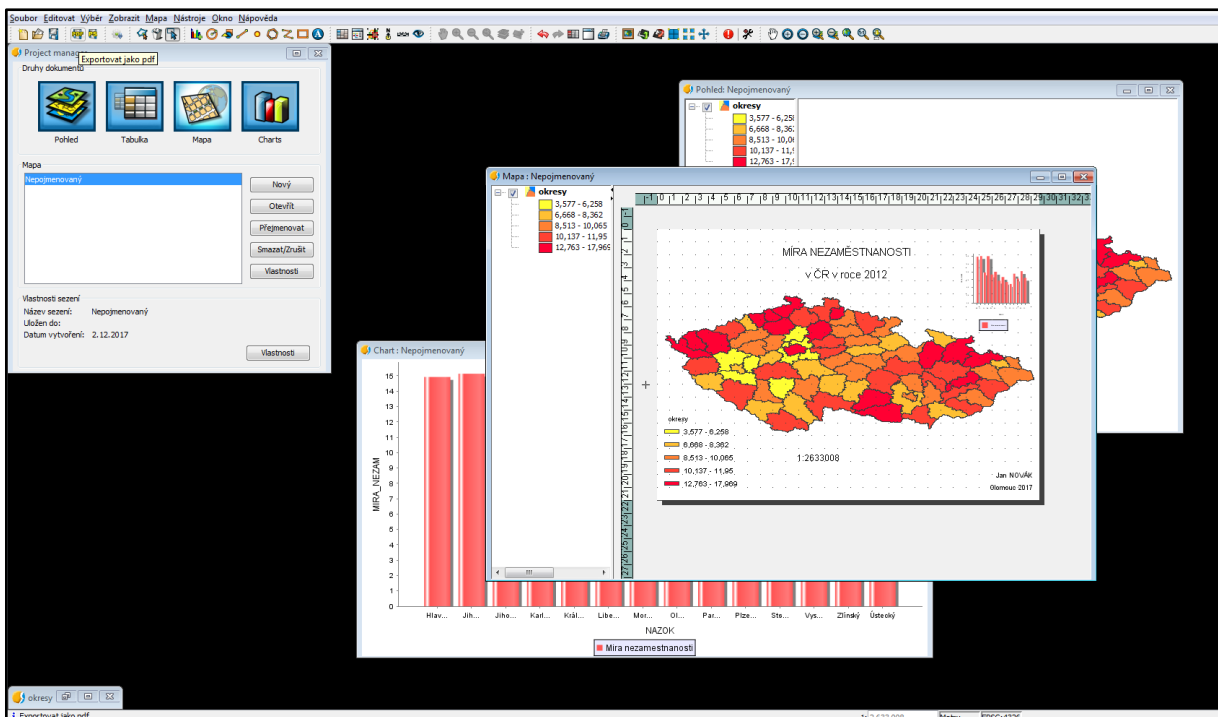 Soubor Editovat Výběr Zobrazit Mapa Nástroje Okno Nápověda
Project manager
Exportovat jako pdf
Druhy dokumentů
Pohled Tabulka Mapa Charts
Mapa
Nepojmenovaný
Nový
Otevřít
Přejmenovat
Smazat/Zrušit
Vlastnosti
Vlastnosti sezení
Název sezení: Nepojmenovaný
Uložen do:
Datum vytvoření: 2.12.2017
Vlastnosti
Pohled: Nepojmenovaný
okresy
3,577 - 6,258
6,668 - 8,362
8,513 - 10,06
10,137 - 11,9
12,763 - 17,9
Mapa : Nepojmenovaný
okresy
3,577 - 6,258
6,668 - 8,362
8,513 - 10,065
10,137 - 11,95
12,763 - 17,969
MÍRA NEZAMĚSTNANOSTI
v ČR v roce 2012
okresy
3,577 - 6,258
6,668 - 8,362
8,513 - 10,065
10,137 - 11,95
12,763 - 17,969
1:2633008
Jan NOVÁK
Olomouc 2017
Chart : Nepojmenovaný
MIRA_NEZAM
15
14
13
12
11
10
9
8
7
6
5
4
3
2
1
0
Hlav... Jih... Jiho... Karl... Král... Libe... Mor... Ol... Par... Plze... Stře... Vys... Zlínský Ústecký
NAZOK
Mira nezamestnanosti
okresy
Exportovat jako pdf